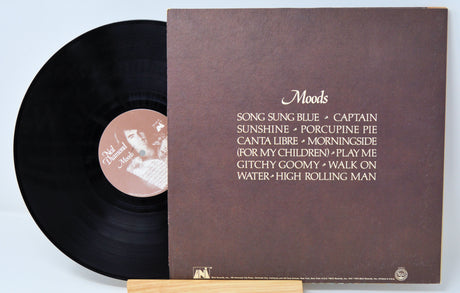 Moods
SONG SUNG BLUE • CAPTAIN
SUNSHINE • PORCUPINE PIE
CANTA LIBRE • MORNINGSIDE
(FOR MY CHILDREN) • PLAY ME
GITCHY GOOMY • WALK ON
WATER • HIGH ROLLING MAN
Neil
Diamond
Moods